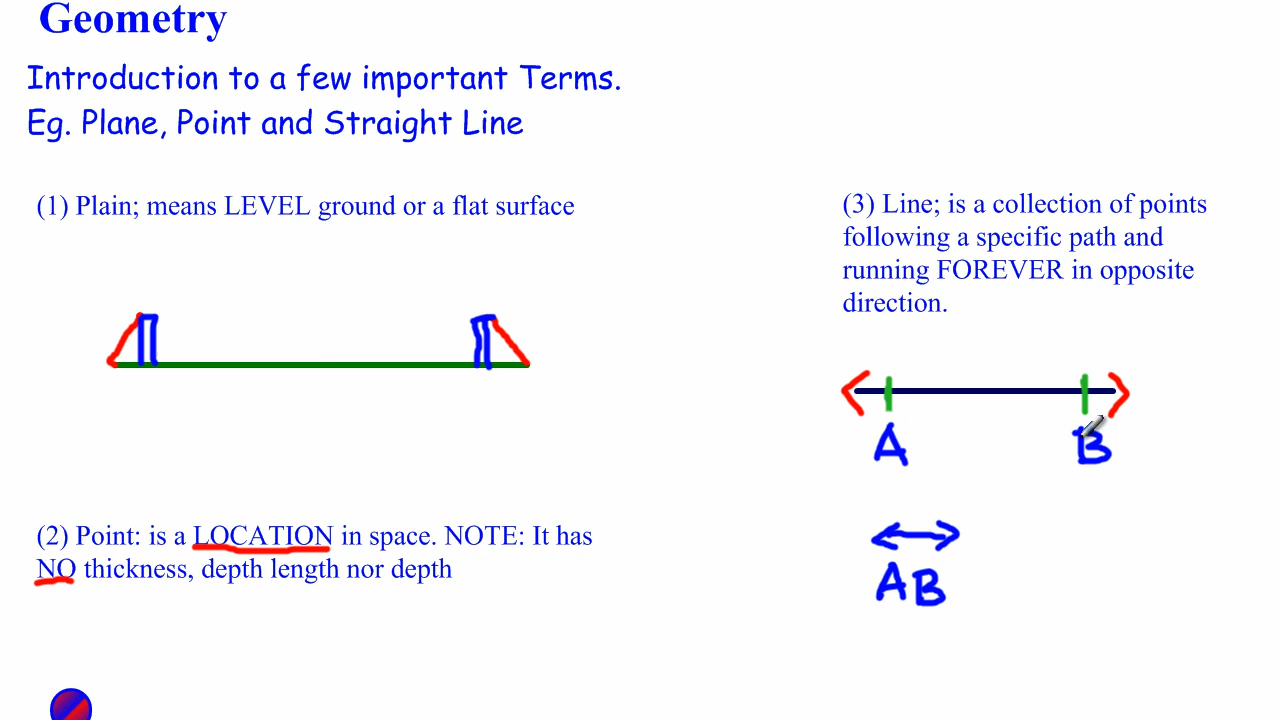 Geometry
Introduction to a few important Terms.
Eg. Plane, Point and Straight Line
(1) Plain; means LEVEL ground or a flat surface
(2) Point: is a LOCATION in space. NOTE: It has
NO thickness, depth length nor depth
(3) Line; is a collection of points
following a specific path and
running FOREVER in opposite
direction.
A B
AB